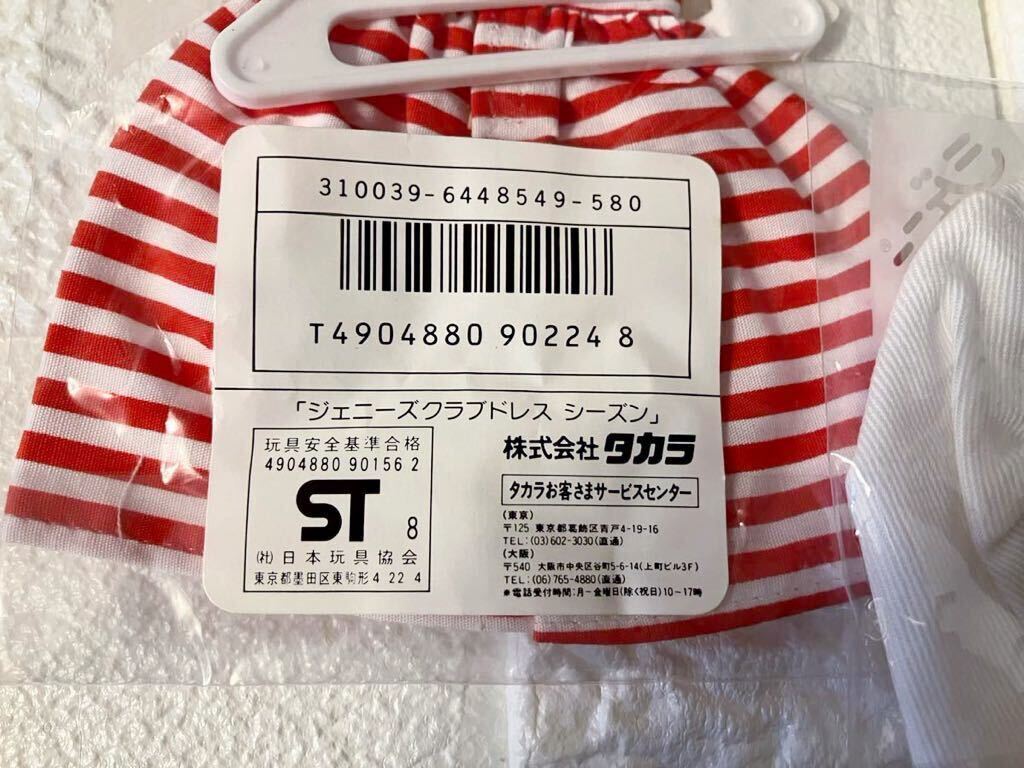 310039-6448549-580
T4904880 90224 8
「ジェニーズクラブドレス シーズン」
玩具安全基準合格
4904880 90156 2
ST 8
(社)日本玩具協会
東京都墨田区東駒形4 22 4
株式会社 タカラ
タカラお客さまサービスセンター
(東京)
〒125 東京都葛飾区青戸4-19-16
TEL:(03)602-3030(直通)
(大阪)
〒540 大阪市中央区谷町5-6-14(上町ビル3F)
TEL:(06)765-4880(直通)
※電話受付時間:月~金曜日(除く祝日)10~17時
ジェニー